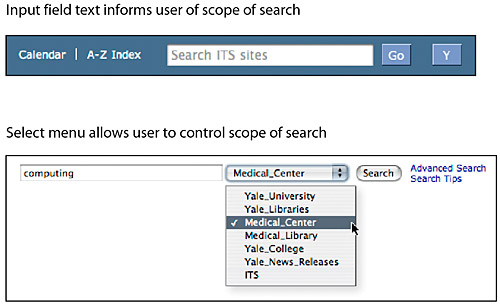 Input field text informs user of scope of search
Calendar | A-Z Index Search ITS sites Go Y
Select menu allows user to control scope of search
computing Medical_Center Search Advanced Search
Search Tips
Yale_University
Yale_Libraries
✓ Medical_Center
Medical_Library
Yale_College
Yale_News_Releases
ITS